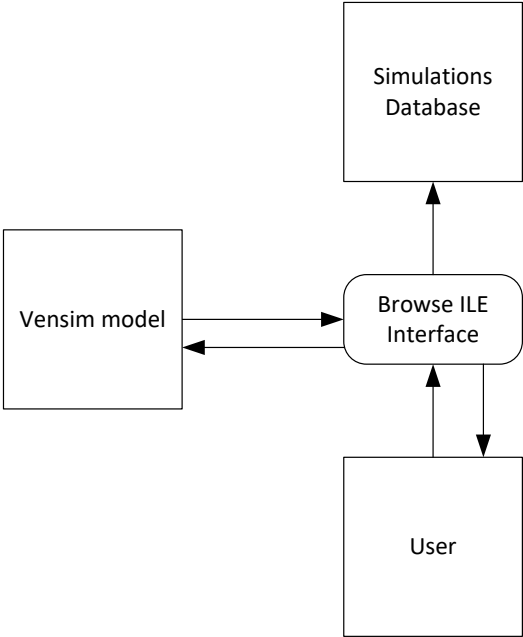 Simulations
Database
Vensim model
Browse ILE
Interface
User